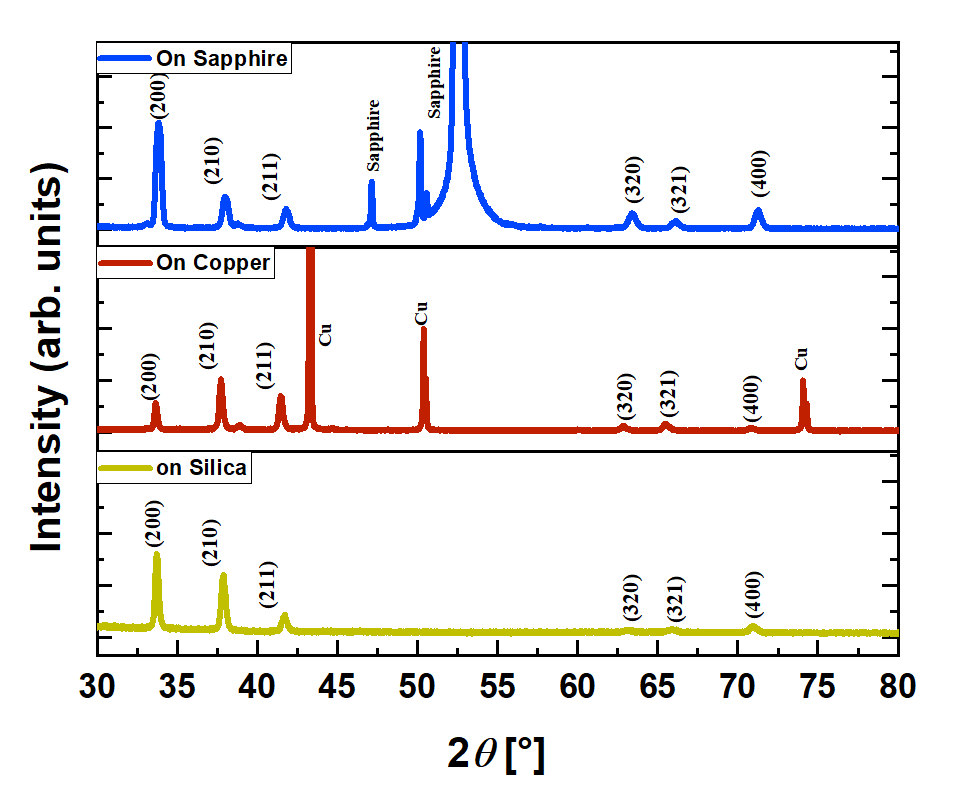 Intensity (arb. units)
On Sapphire
(200)
(210)
(211)
Sapphire
Sapphire
(320)
(321)
(400)
On Copper
(200)
(210)
(211)
Cu
Cu
(320)
(321)
(400)
Cu
on Silica
(200)
(210)
(211)
(320)
(321)
(400)
30 35 40 45 50 55 60 65 70 75 80
2θ [°]